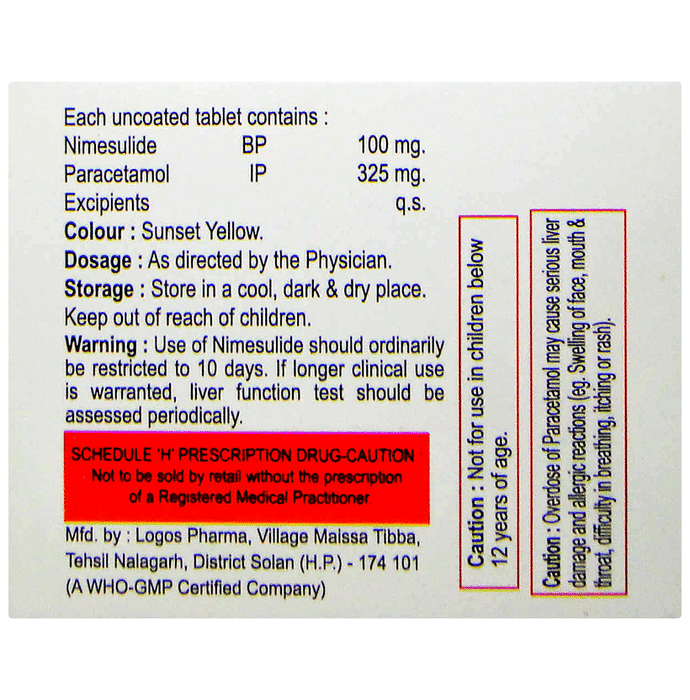 Each uncoated tablet contains :
Nimesulide BP 100 mg.
Paracetamol IP 325 mg.
Excipients q.s.
Colour : Sunset Yellow.
Dosage : As directed by the Physician.
Storage : Store in a cool, dark & dry place.
Keep out of reach of children.
Warning : Use of Nimesulide should ordinarily
be restricted to 10 days. If longer clinical use
is warranted, liver function test should be
assessed periodically.
SCHEDULE 'H' PRESCRIPTION DRUG-CAUTION
Not to be sold by retail without the prescription
of a Registered Medical Practitioner
Mfd. by : Logos Pharma, Village Maissa Tibba,
Tehsil Nalagarh, District Solan (H.P.) - 174 101
(A WHO-GMP Certified Company)
Caution : Not for use in children below
12 years of age.
Caution : Overdose of Paracetamol may cause serious liver
damage and allergic reactions (eg. Swelling of face, mouth &
throat, difficulty in breathing, itching or rash).